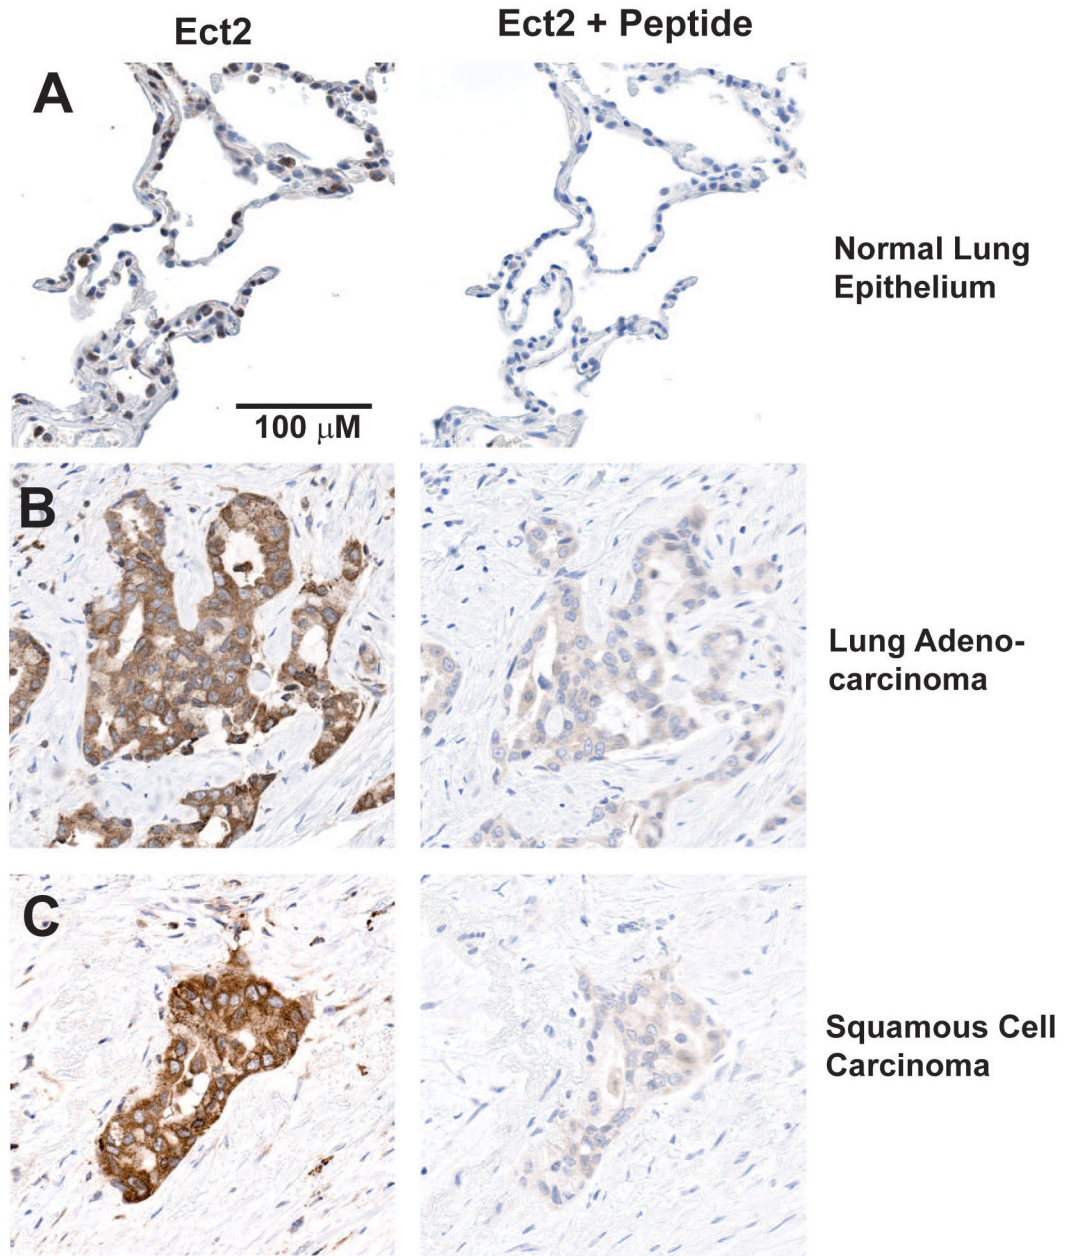 Ect2
Ect2 + Peptide
A
Normal Lung
Epithelium
100 μM
B
Lung Adeno-
carcinoma
C
Squamous Cell
Carcinoma